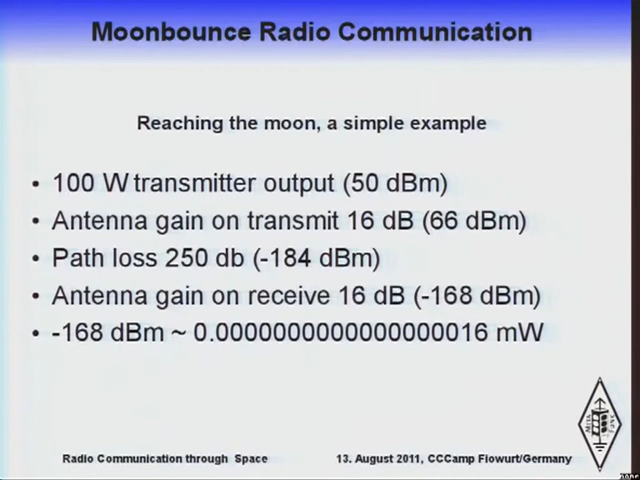 Moonbounce Radio Communication
Reaching the moon, a simple example
• 100 W transmitter output (50 dBm)
• Antenna gain on transmit 16 dB (66 dBm)
• Path loss 250 db (-184 dBm)
• Antenna gain on receive 16 dB (-168 dBm)
• -168 dBm ~ 0.0000000000000000016 mW
Radio Communication through Space
13. August 2011, CCCamp Flowurt/Germany